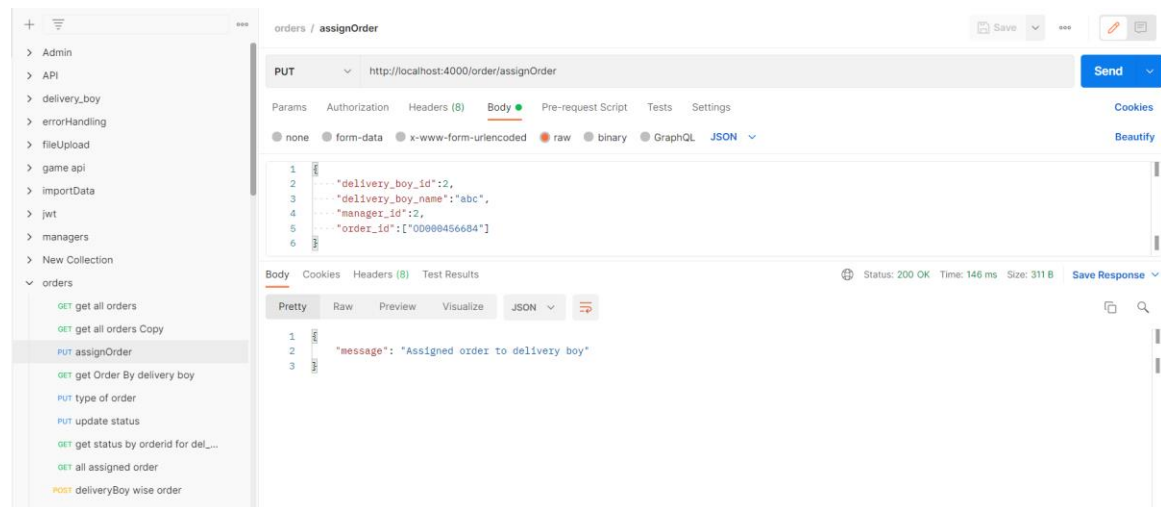 orders / assignOrder
Save
Admin
API
delivery_boy
errorHandling
fileUpload
game api
importData
jwt
managers
New Collection
orders
GET get all orders
GET get all orders Copy
PUT assignOrder
GET get Order By delivery boy
PUT type of order
PUT update status
GET get status by orderid for del_...
GET all assigned order
POST deliveryBoy wise order
PUT http://localhost:4000/order/assignOrder Send
Params Authorization Headers (8) Body Pre-request Script Tests Settings Cookies
none form-data x-www-form-urlencoded raw binary GraphQL JSON Beautify
1 {
2 "delivery_boy_id":2,
3 "delivery_boy_name":"abc",
4 "manager_id":2,
5 "order_id":["OD000456684"]
6 }
Body Cookies Headers (8) Test Results Status: 200 OK Time: 146 ms Size: 311 B Save Response
Pretty Raw Preview Visualize JSON
1 {
2 "message": "Assigned order to delivery boy"
3 }